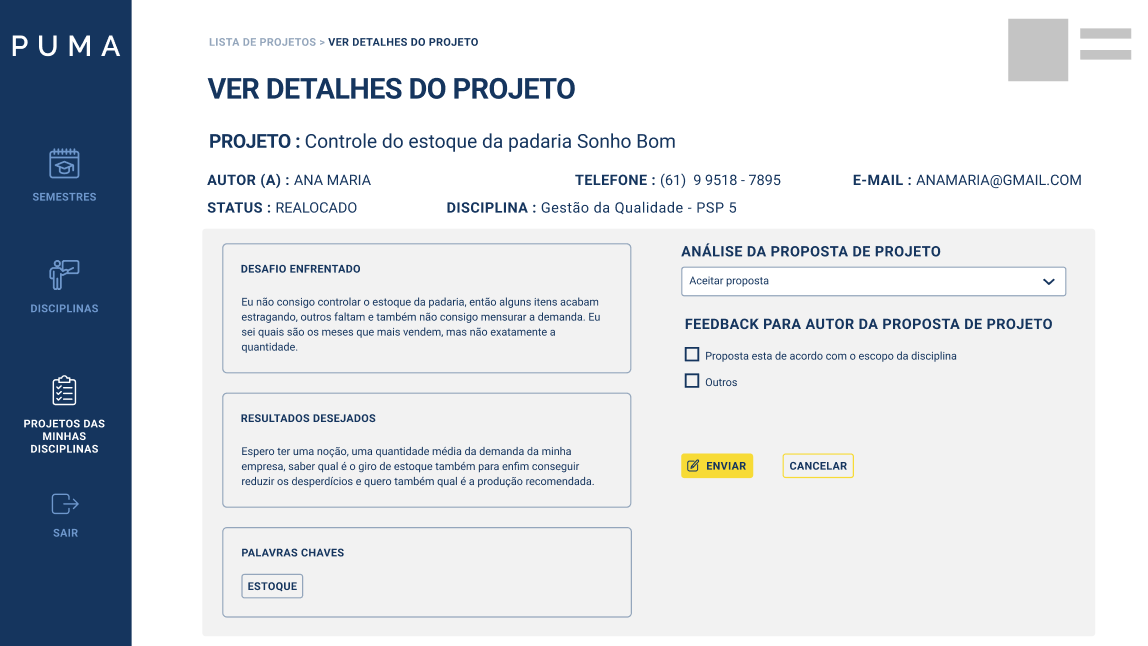 PUMA
SEMESTRES
DISCIPLINAS
PROJETOS DAS
MINHAS
DISCIPLINAS
SAIR
LISTA DE PROJETOS > VER DETALHES DO PROJETO
VER DETALHES DO PROJETO
PROJETO : Controle do estoque da padaria Sonho Bom
AUTOR (A) : ANA MARIA TELEFONE : (61) 9 9518 - 7895 E-MAIL : ANAMARIA@GMAIL.COM
STATUS : REALOCADO DISCIPLINA : Gestão da Qualidade - PSP 5
DESAFIO ENFRENTADO
Eu não consigo controlar o estoque da padaria, então alguns itens acabam
estragando, outros faltam e também não consigo mensurar a demanda. Eu
sei quais são os meses que mais vendem, mas não exatamente a
quantidade.
RESULTADOS DESEJADOS
Espero ter uma noção, uma quantidade média da demanda da minha
empresa, saber qual é o giro de estoque também para enfim conseguir
reduzir os desperdícios e quero também qual é a produção recomendada.
PALAVRAS CHAVES
ESTOQUE
ANÁLISE DA PROPOSTA DE PROJETO
Aceitar proposta
FEEDBACK PARA AUTOR DA PROPOSTA DE PROJETO
Proposta esta de acordo com o escopo da disciplina
Outros
ENVIAR CANCELAR